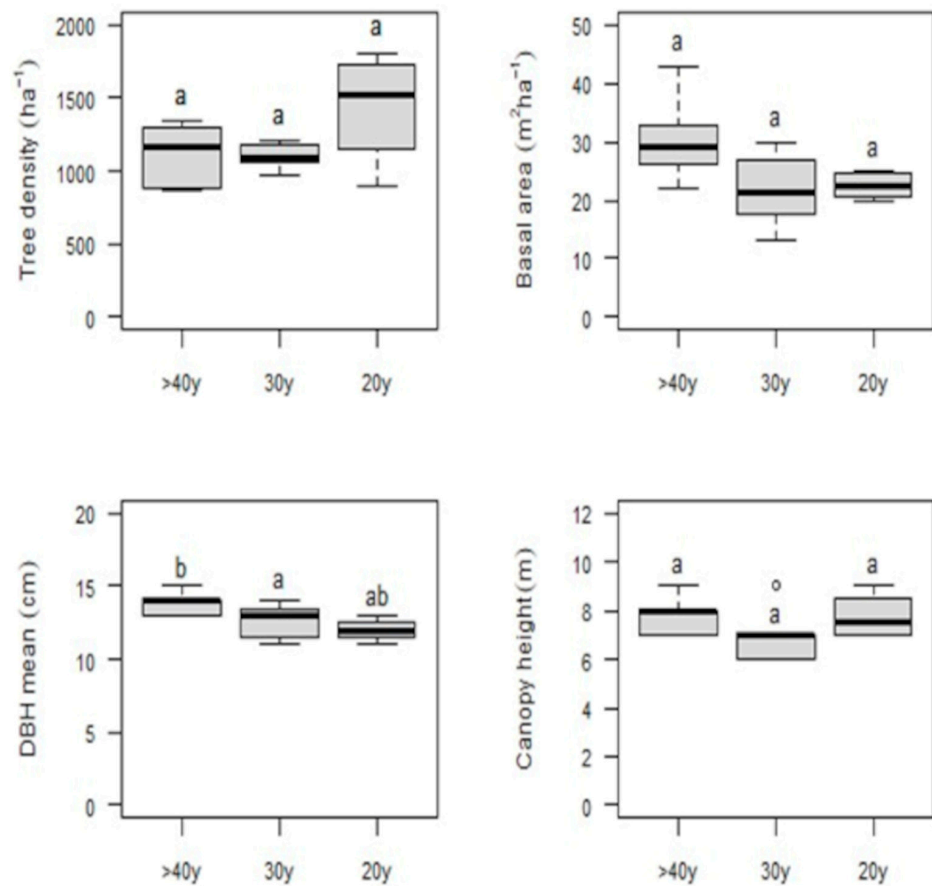 Tree density (ha⁻¹)
2000
1500
1000
500
0
a
a
a
>40y
30y
20y
Basal area (m²ha⁻¹)
50
40
30
20
10
0
a
a
a
>40y
30y
20y
DBH mean (cm)
20
15
10
5
0
b
a
ab
>40y
30y
20y
Canopy height (m)
12
10
8
6
4
2
0
a
a
a
>40y
30y
20y